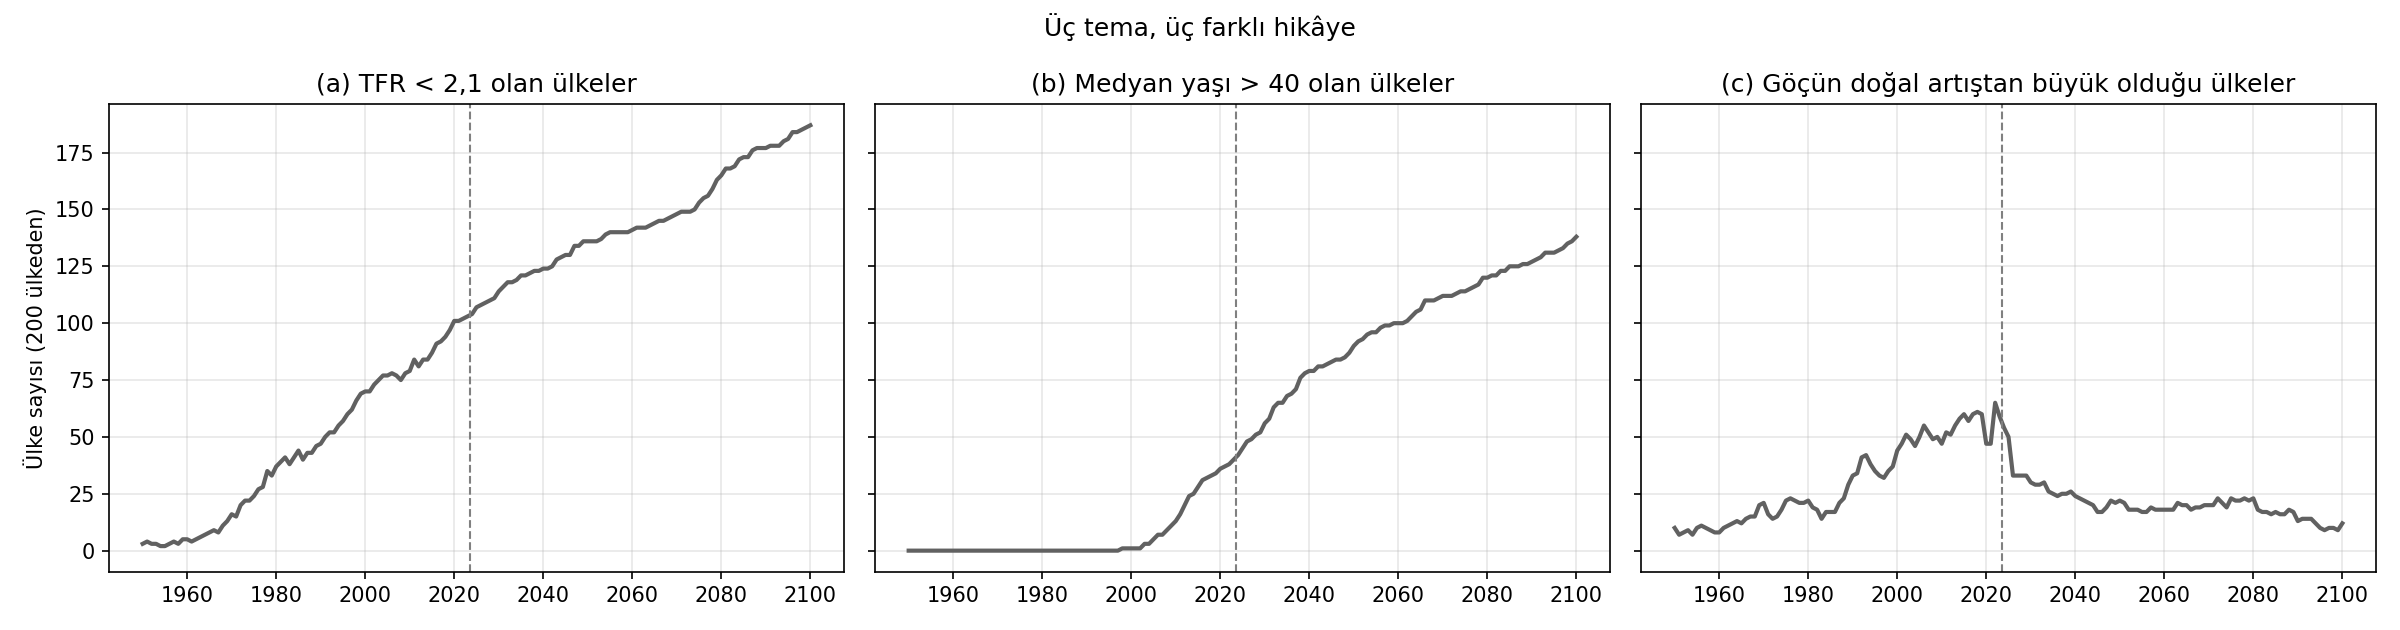 Üç tema, üç farklı hikâye
(a) TFR < 2,1 olan ülkeler
(b) Medyan yaşı > 40 olan ülkeler
(c) Göçün doğal artıştan büyük olduğu ülkeler
Ülke sayısı (200 ülkeden)
175
150
125
100
75
50
25
0
1960 1980 2000 2020 2040 2060 2080 2100
1960 1980 2000 2020 2040 2060 2080 2100
1960 1980 2000 2020 2040 2060 2080 2100